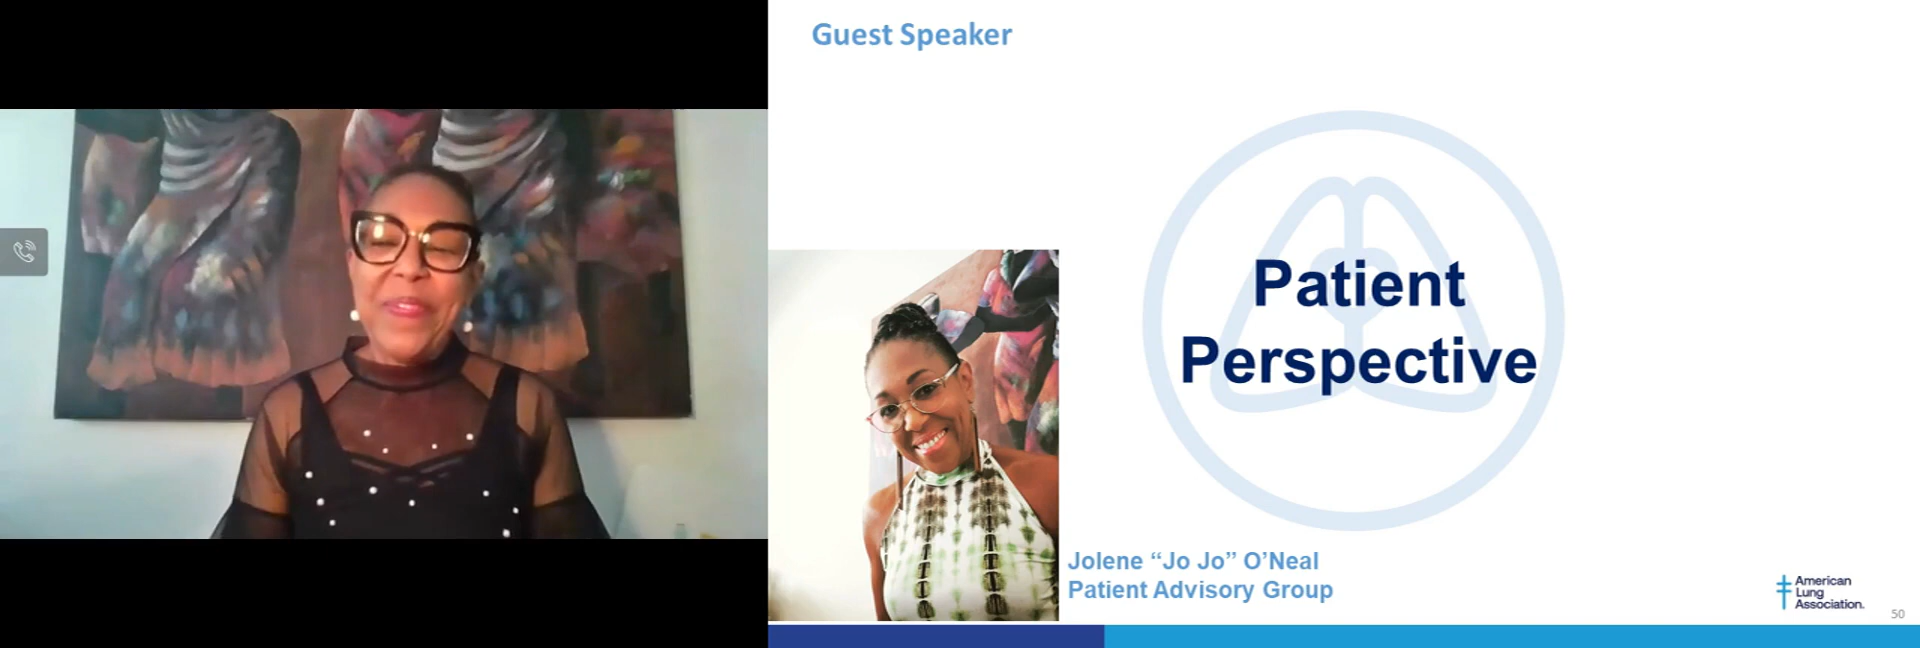 Guest Speaker
Patient
Perspective
Jolene “Jo Jo” O’Neal
Patient Advisory Group
American
Lung
Association.
50